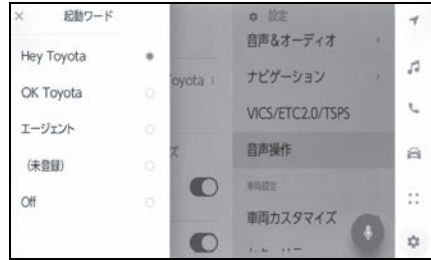 × 起動ワード
Hey Toyota
OK Toyota
エージェント
(未登録)
Off
oyota
ズ
設定
音声&オーディオ
ナビゲーション
VICS/ETC2.0/TSPS
音声操作
車両設定
車両カスタマイズ